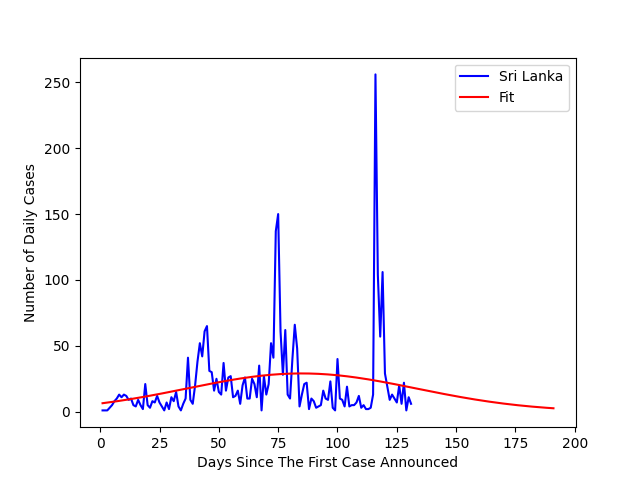 Sri Lanka
Fit
Number of Daily Cases
250
200
150
100
50
0
0 25 50 75 100 125 150 175 200
Days Since The First Case Announced